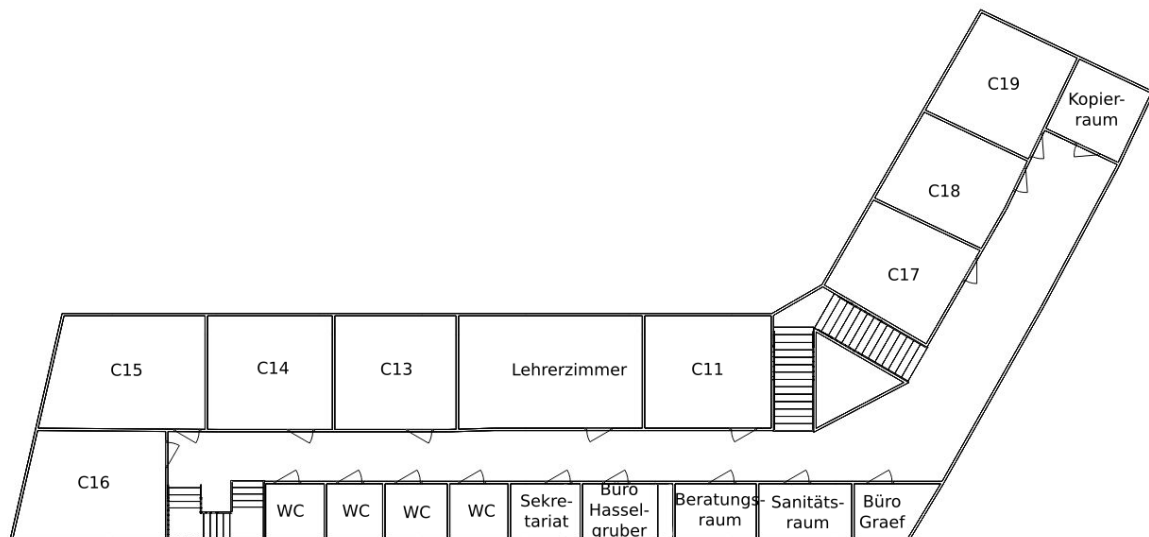 C19
Kopier-
raum
C18
C17
C15
C14
C13
Lehrerzimmer
C11
C16
WC
WC
WC
WC
Sekre-
tariat
Büro
Hassel-
gruber
Beratungs-
raum
Sanitäts-
raum
Büro
Graef